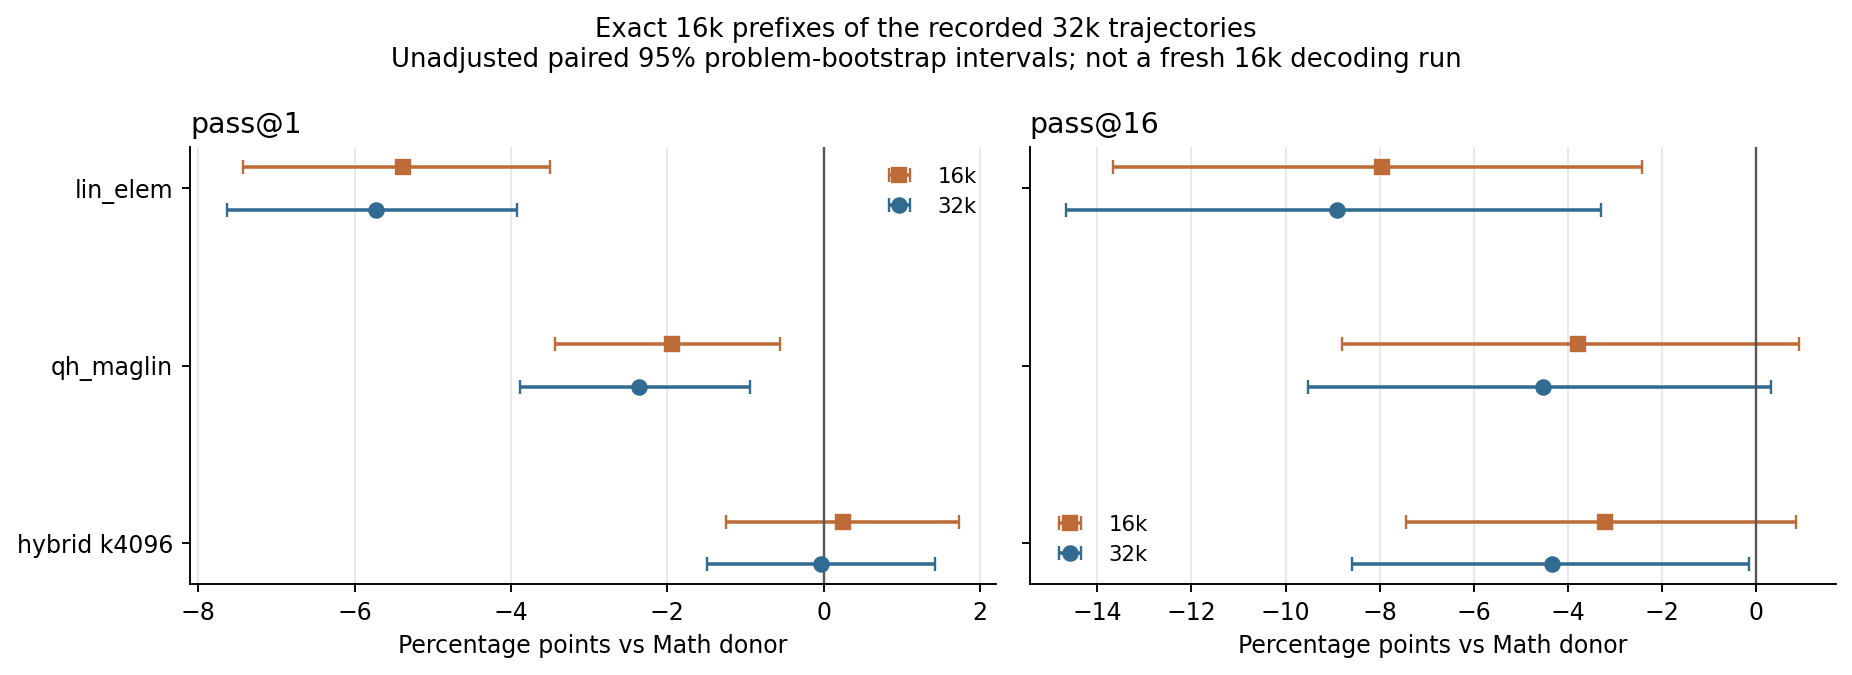 Exact 16k prefixes of the recorded 32k trajectories
Unadjusted paired 95% problem-bootstrap intervals; not a fresh 16k decoding run
pass@1
lin_elem
qh_maglin
hybrid k4096
16k
32k
−8 −6 −4 −2 0 2
Percentage points vs Math donor
pass@16
16k
32k
−14 −12 −10 −8 −6 −4 −2 0
Percentage points vs Math donor